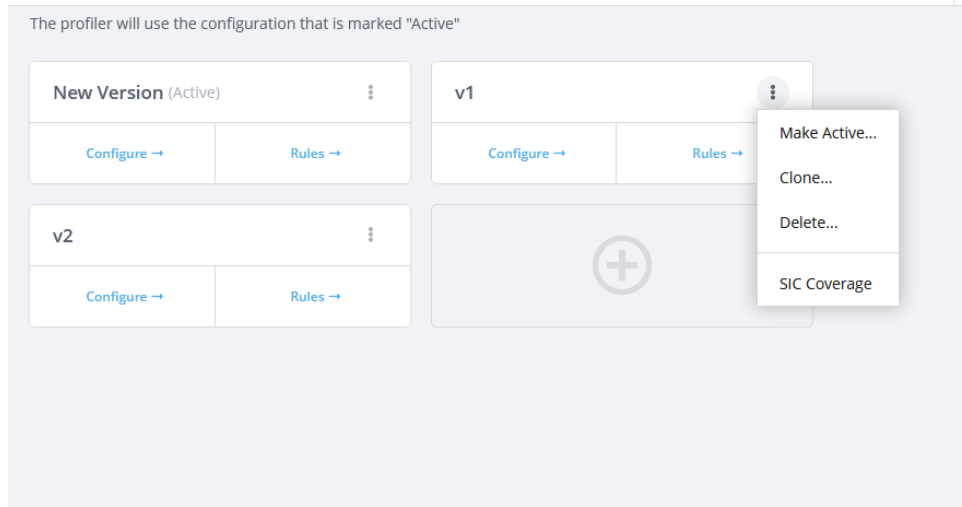 The profiler will use the configuration that is marked "Active"
New Version (Active)
Configure →
Rules →
v1
Configure →
Rules →
Make Active...
Clone...
Delete...
SIC Coverage
v2
Configure →
Rules →